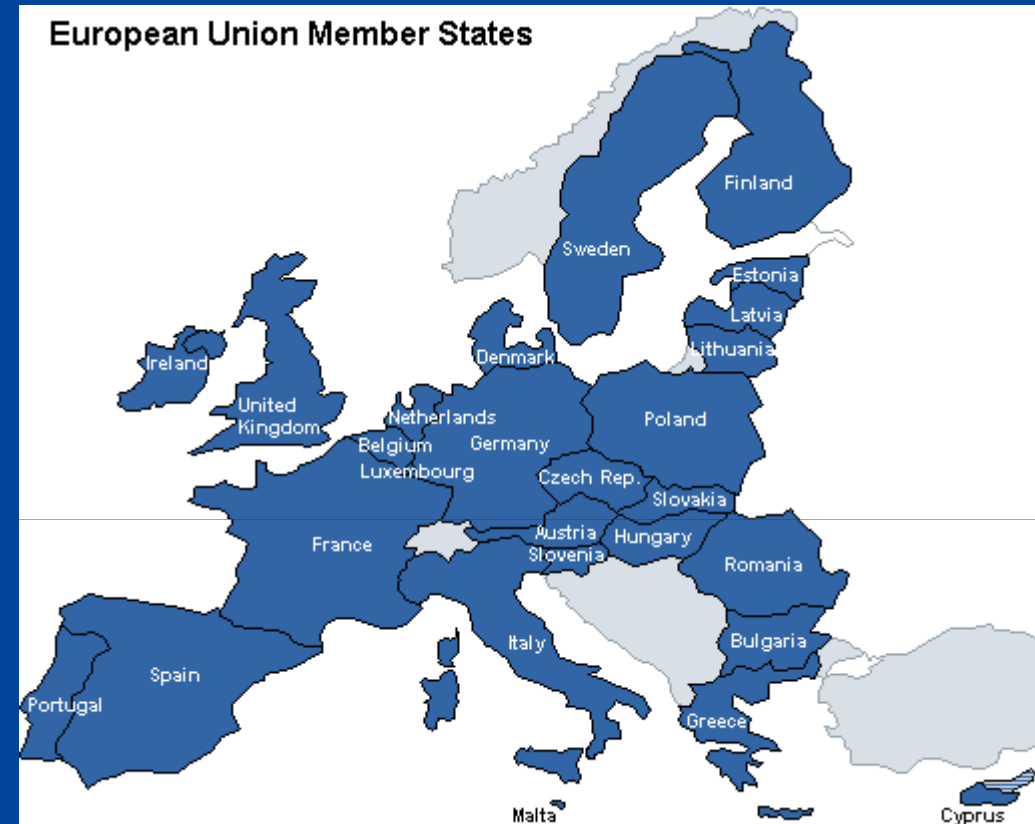 European Union Member States
Finland
Sweden
Estonia
Latvia
Lithuania
Denmark
Ireland
United
Kingdom
Netherlands
Belgium
Germany
Luxembourg
Poland
Czech Rep.
Slovakia
Austria
Hungary
France
Slovenia
Romania
Italy
Bulgaria
Spain
Portugal
Greece
Malta
Cyprus